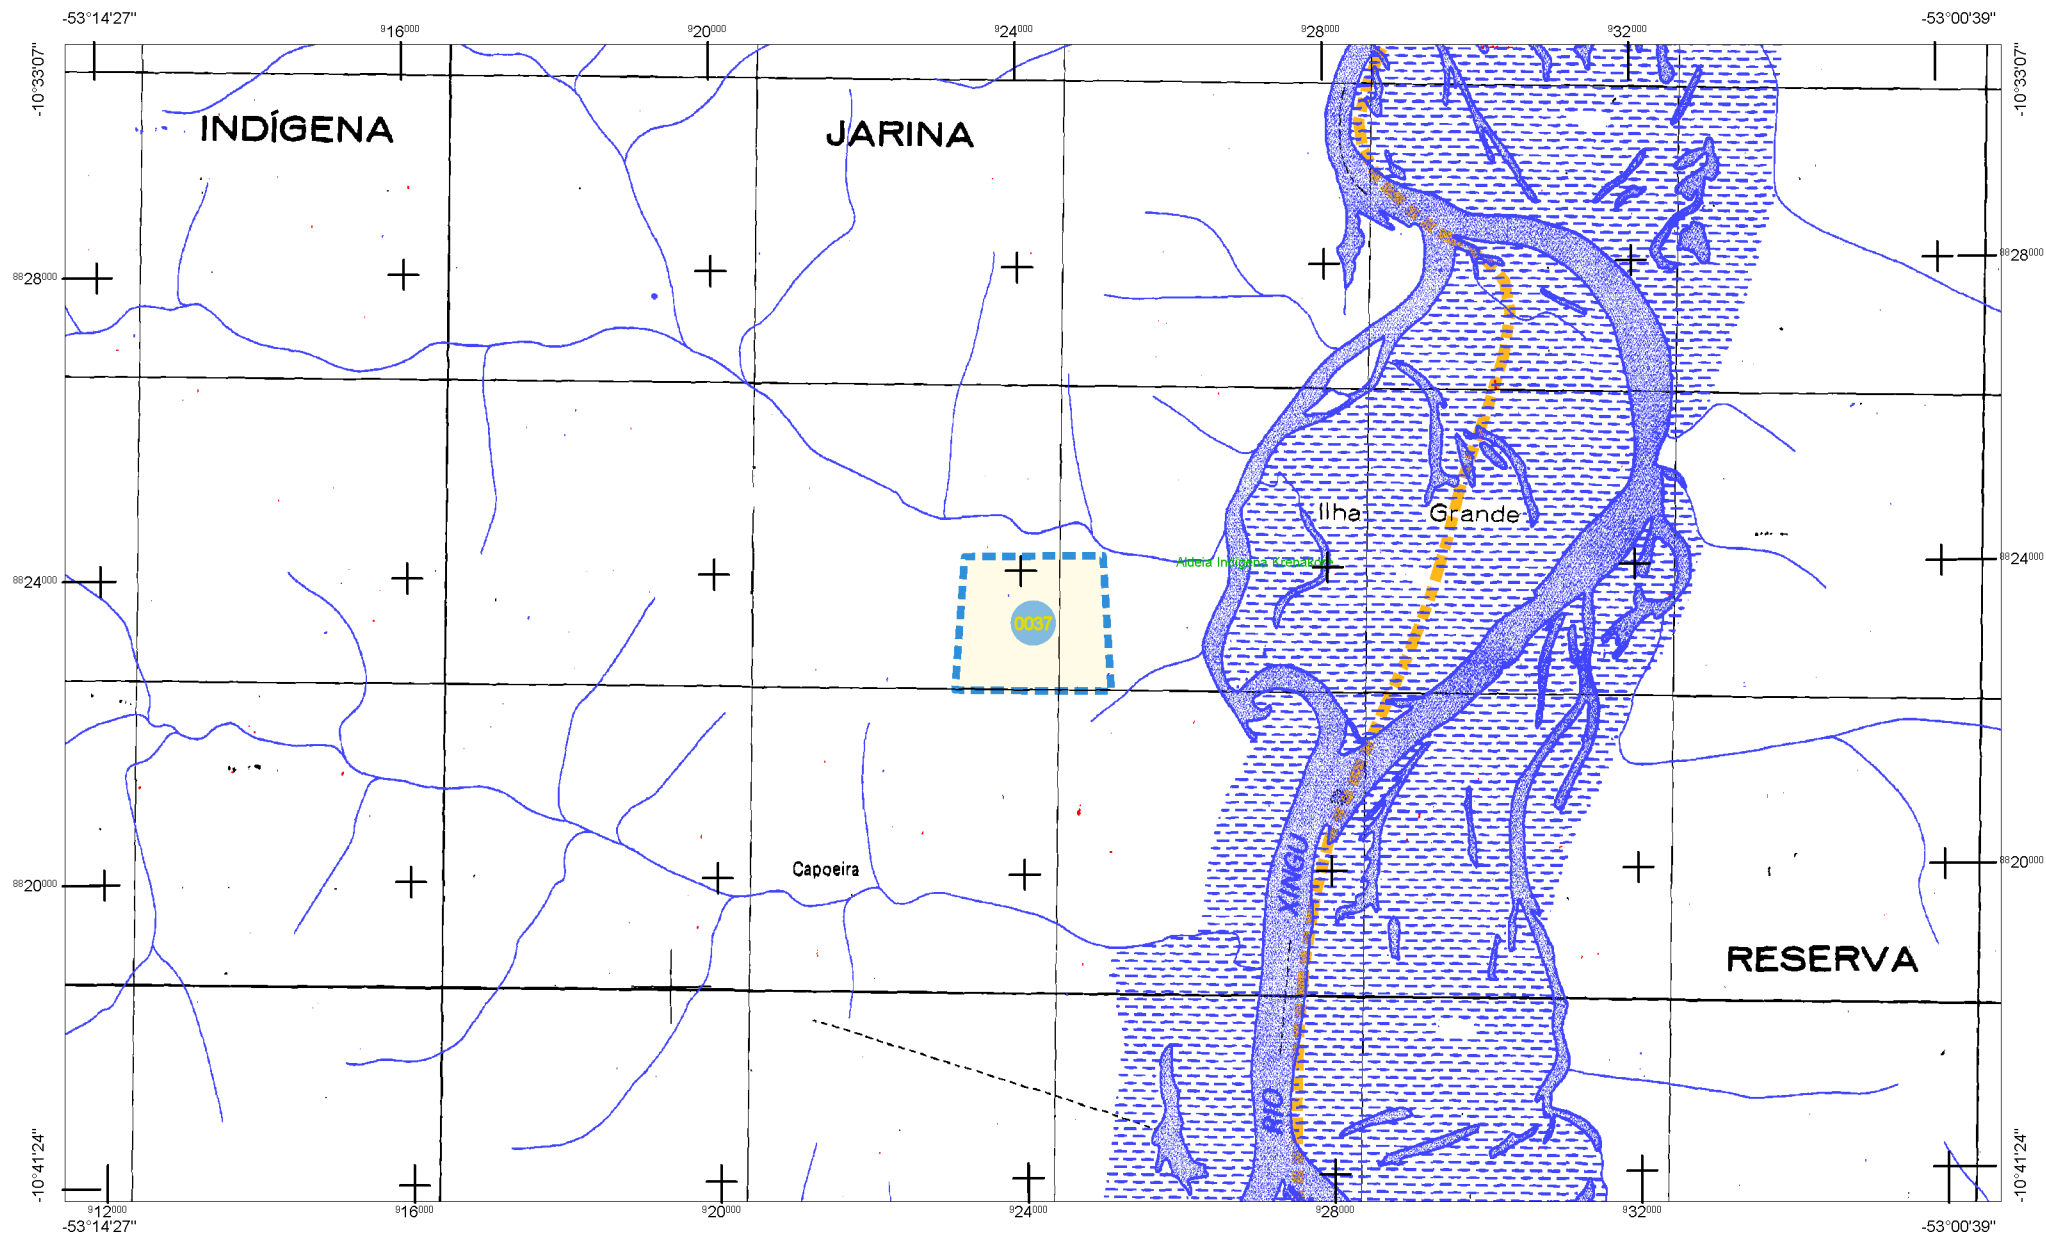 -53°14'27" -53°00'39"
916000 920000 924000 928000 932000
-10°33'07" -10°33'07"
INDÍGENA JARINA
8828000 8828000
Ilha Grande
Aldeia Indígena Krenakore
8824000 8824000
0037
XINGU
Capoeira
8820000 8820000
RESERVA
RIO
-10°41'24" -10°41'24"
912000 916000 920000 924000 928000 932000
-53°14'27" -53°00'39"